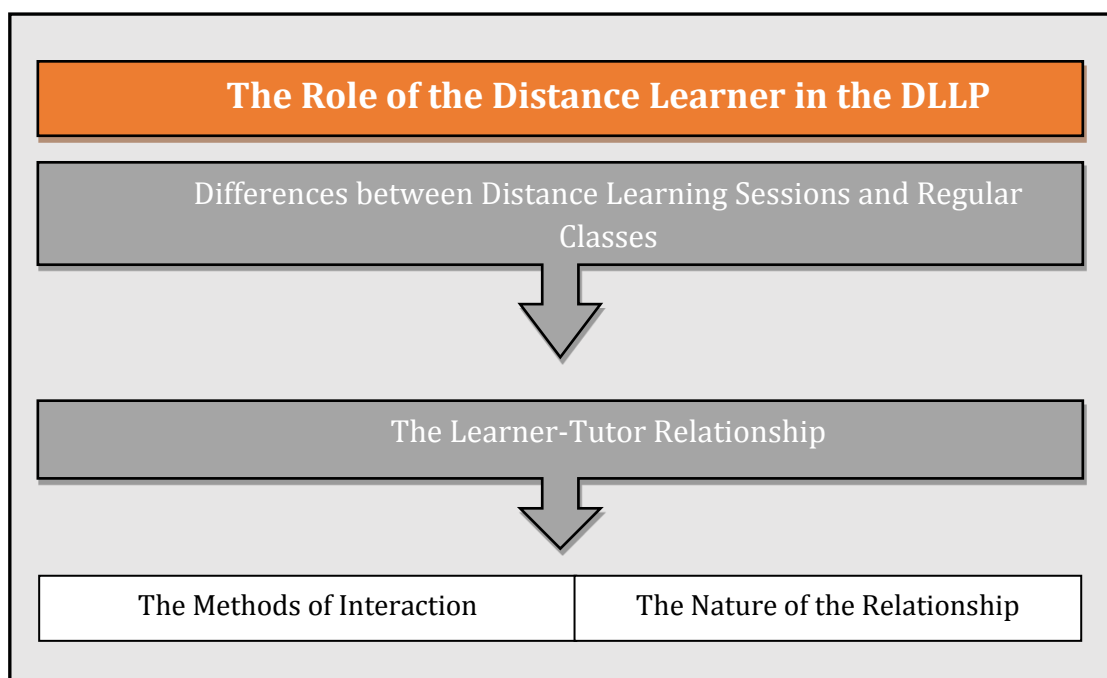 The Role of the Distance Learner in the DLLP
Differences between Distance Learning Sessions and Regular
Classes
The Learner-Tutor Relationship
The Methods of Interaction
The Nature of the Relationship